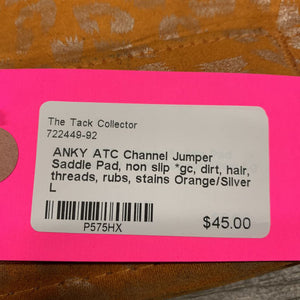 The Tack Collector
722449-92
ANKY ATC Channel Jumper
Saddle Pad, non slip *gc, dirt, hair,
threads, rubs, stains Orange/Silver
L
$45.00
P575HX